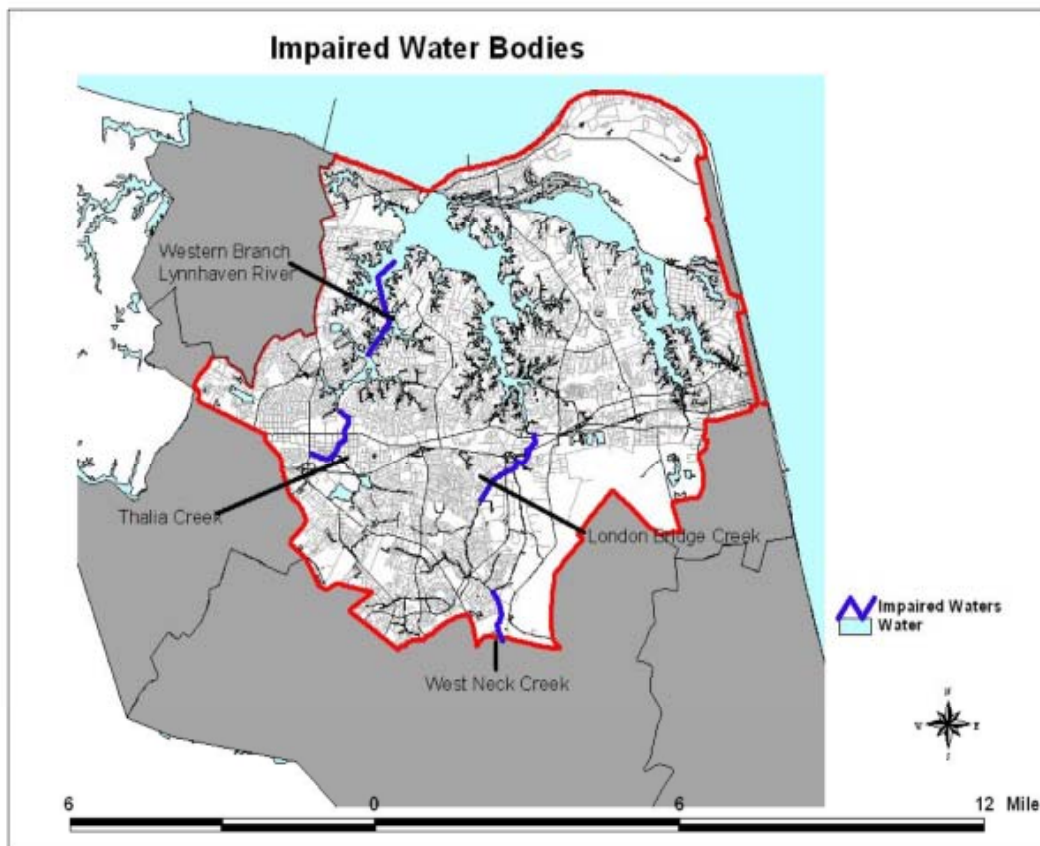 Impaired Water Bodies
Western Branch
Lynnhaven River
Thalia Creek
London Bridge Creek
West Neck Creek
Impaired Waters
Water
N
W E
S
6 0 6 12 Mile